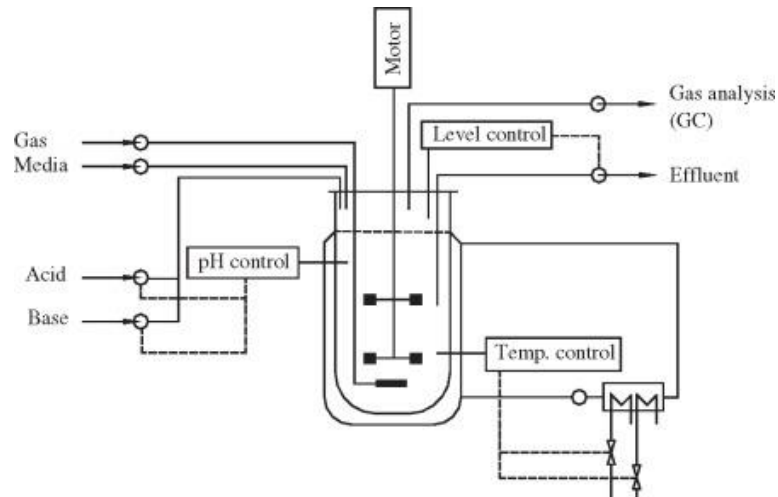 Motor
Gas analysis
(GC)
Level control
Gas
Media
Effluent
pH control
Acid
Base
Temp. control